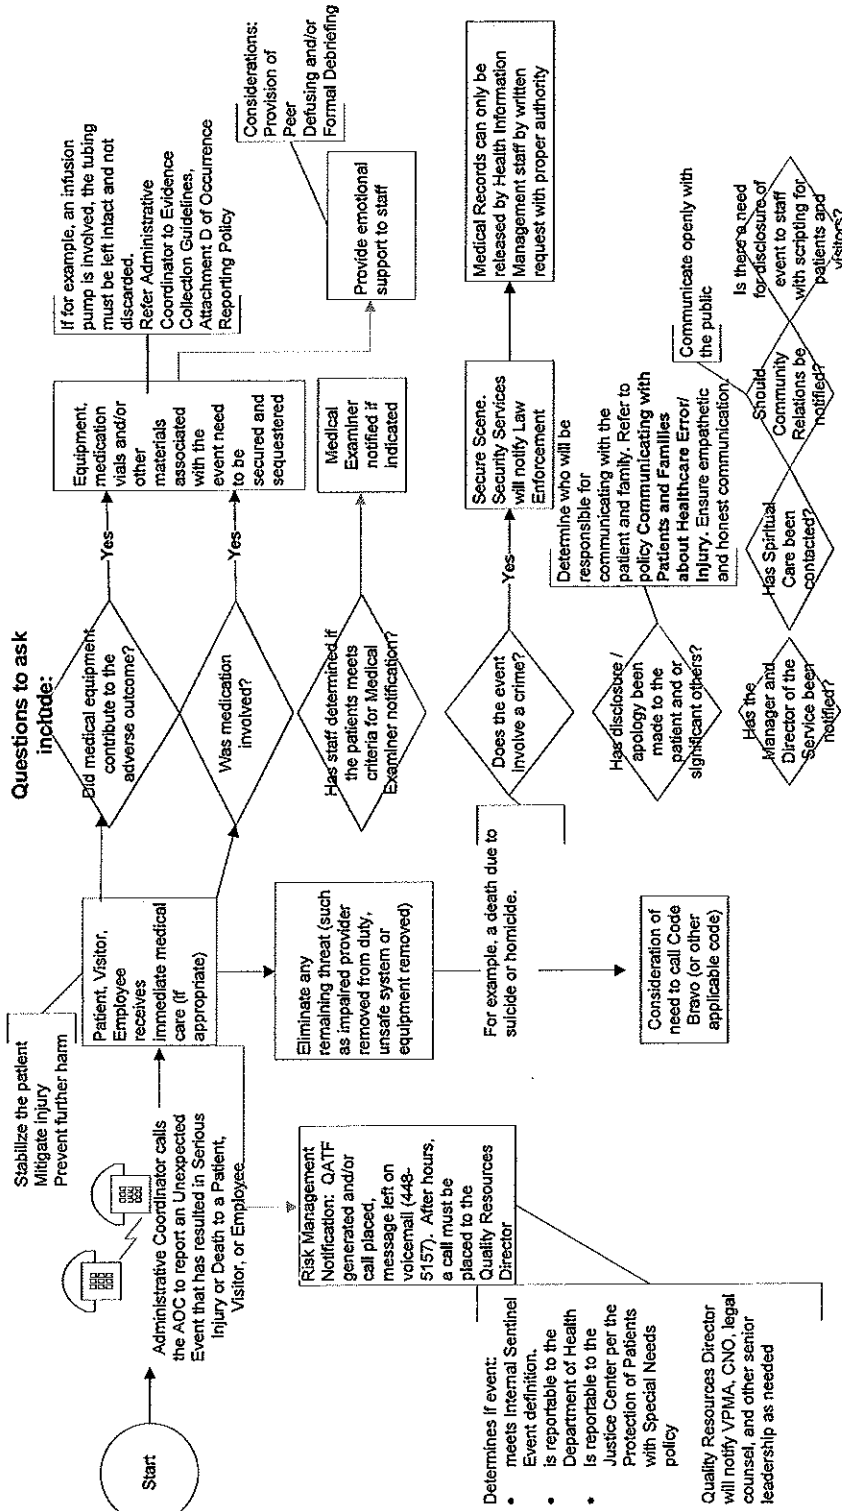 Start
Administrative Coordinator calls
the AOC to report an Unexpected
Event that has resulted in Serious
Injury or Death to a Patient,
Visitor, or Employee
Stabilize the patient
Mitigate injury
Prevent further harm
Patient, Visitor,
Employee
receives
immediate medical
care (if
appropriate)
Risk Management
Notification: QATF
generated and/or
call placed,
message left on
voicemail (448-
5157). After hours,
a call must be
placed to the
Quality Resources
Director
Determines if event:
• meets Internal Sentinel
Event definition.
• is reportable to the
Department of Health
• Is reportable to the
Justice Center per the
Protection of Patients
with Special Needs
policy
Quality Resources Director
will notify VPMA, CNO, legal
counsel, and other senior
leadership as needed
Eliminate any
remaining threat (such
as impaired provider
removed from duty,
unsafe system or
equipment removed)
For example, a death due to
suicide or homicide.
Consideration of
need to call Code
Bravo (or other
applicable code)
Questions to ask
include:
Did medical equipment
contribute to the
adverse outcome?
Yes
Was medication
involved?
Yes
Equipment,
medication
vials and/or
other
materials
associated
with the
event need
to be
secured and
sequestered
If for example, an infusion
pump is involved, the tubing
must be left intact and not
discarded.
Refer Administrative
Coordinator to Evidence
Collection Guidelines,
Attachment D of Occurrence
Reporting Policy
Provide emotional
support to staff
Considerations:
Provision of
Peer
Defusing and/or
Formal Debriefing
Has staff determined if
the patients meets
criteria for Medical
Examiner notification?
Medical
Examiner
notified if
indicated
Does the event
involve a crime?
Yes
Secure Scene.
Security Services
will notify Law
Enforcement
Medical Records can only be
released by Health Information
Management staff by written
request with proper authority
Has disclosure /
apology been
made to the
patient and or
significant others?
Determine who will be
responsible for
communicating with the
patient and family. Refer to
policy Communicating with
Patients and Families
about Healthcare Error/
Injury. Ensure empathetic
and honest communication.
Has the
Manager and
Director of the
Service been
notified?
Has Spiritual
Care been
contacted?
Should
Community
Relations be
notified?
Communicate openly with
the public
Is there a need
for disclosure of
event to staff
with scripting for
patients and
visitors?